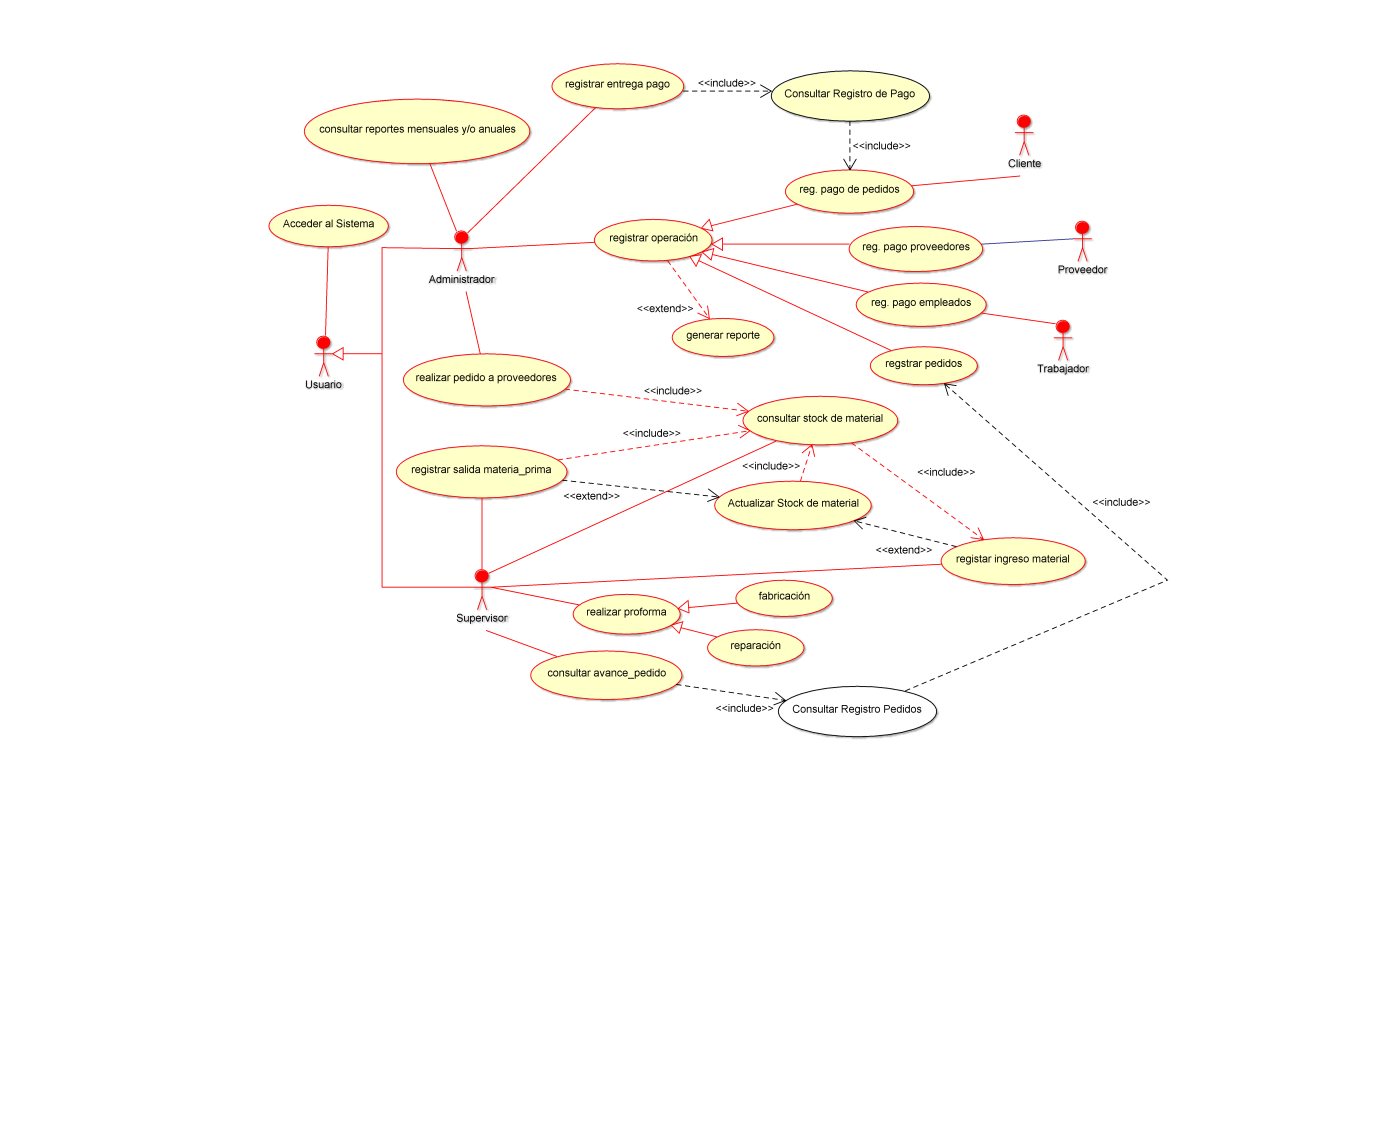 registrar entrega pago
<<include>>
Consultar Registro de Pago
consultar reportes mensuales y/o anuales
<<include>>
Cliente
reg. pago de pedidos
Acceder al Sistema
registrar operación
reg. pago proveedores
Administrador
Proveedor
<<extend>>
reg. pago empleados
generar reporte
Usuario
regstrar pedidos
Trabajador
realizar pedido a proveedores
<<include>>
consultar stock de material
<<include>>
registrar salida materia_prima
<<include>>
<<include>>
<<extend>>
Actualizar Stock de material
<<include>>
<<extend>>
registar ingreso material
fabricación
Supervisor
realizar proforma
reparación
consultar avance_pedido
<<include>>
Consultar Registro Pedidos